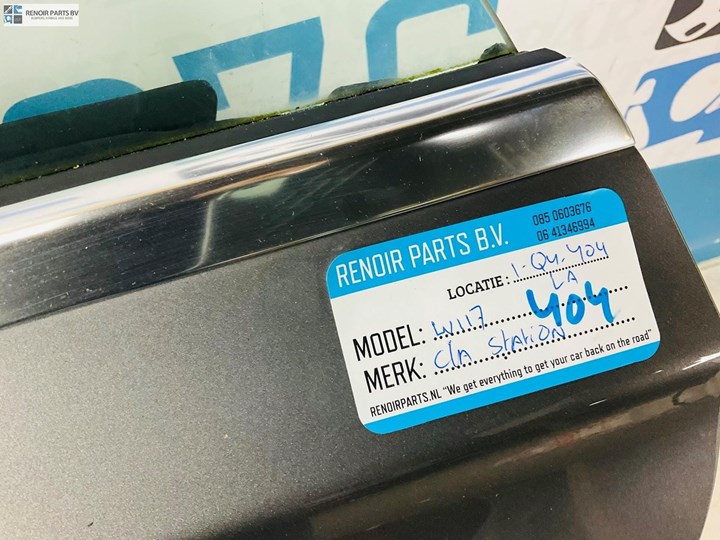 RENOIR PARTS BV
RENOIR PARTS B.V.
085 0603676
06 41346994
LOCATIE: 1-Q4-404
LA
MODEL: W117
404
MERK: Cla Station
RENOIRPARTS.NL "We get everything to get your car back on the road"